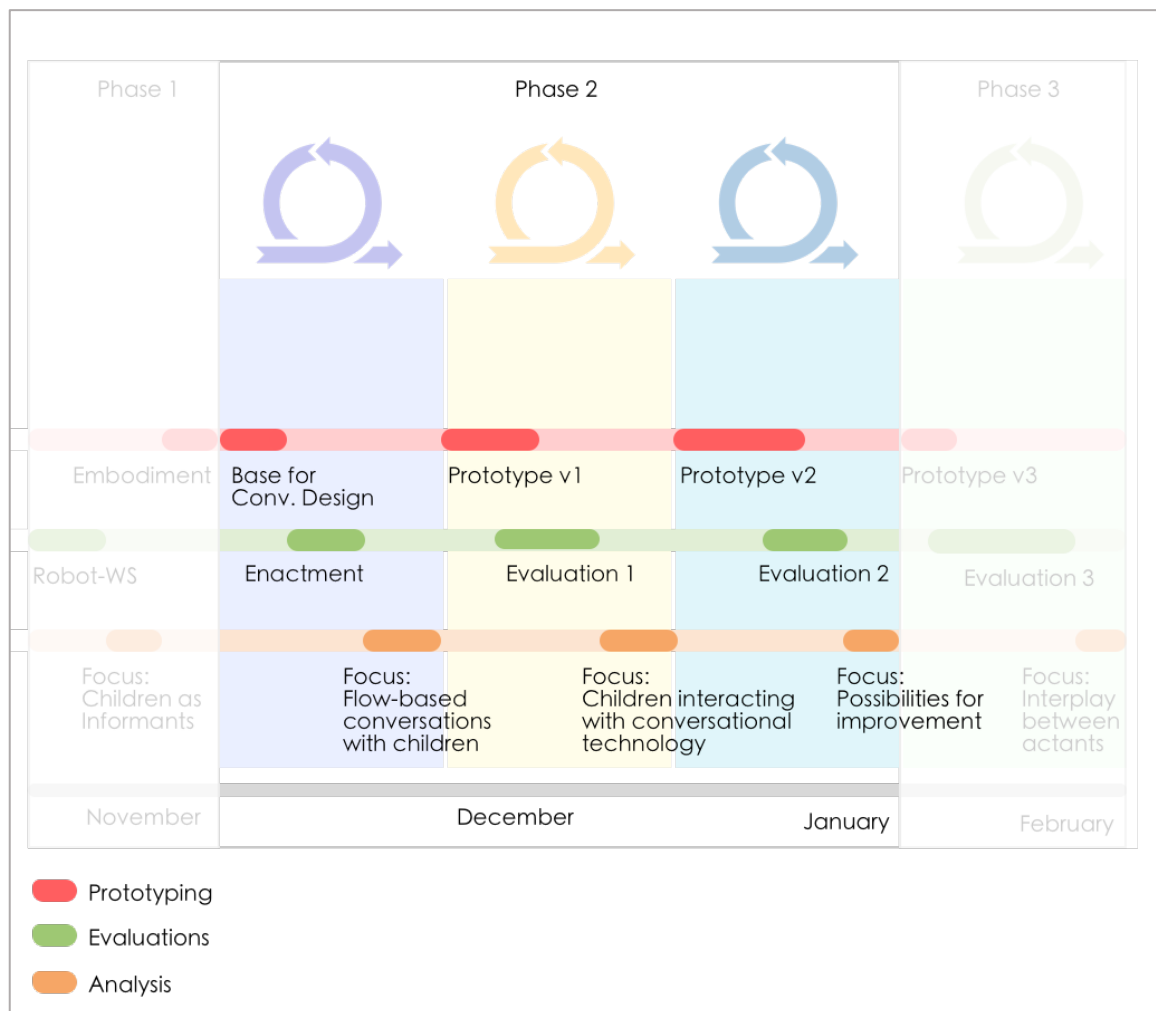 Phase 1
Phase 2
Phase 3
Embodiment
Base for
Conv. Design
Prototype v1
Prototype v2
Prototype v3
Robot-WS
Enactment
Evaluation 1
Evaluation 2
Evaluation 3
Focus:
Children as
Informants
Focus:
Flow-based
conversations
with children
Focus:
Children interacting
with conversational
technology
Focus:
Possibilities for
improvement
Focus:
Interplay
between
actants
November
December
January
February
Prototyping
Evaluations
Analysis